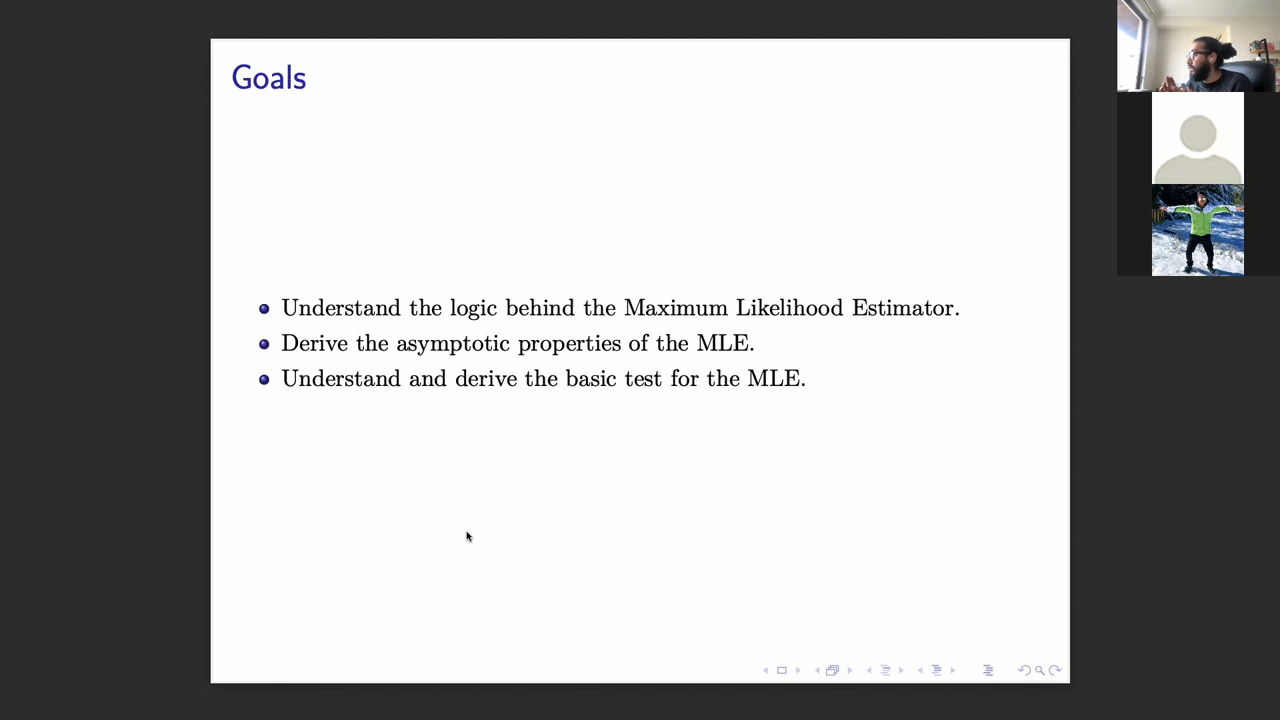 Goals
Understand the logic behind the Maximum Likelihood Estimator.
Derive the asymptotic properties of the MLE.
Understand and derive the basic test for the MLE.